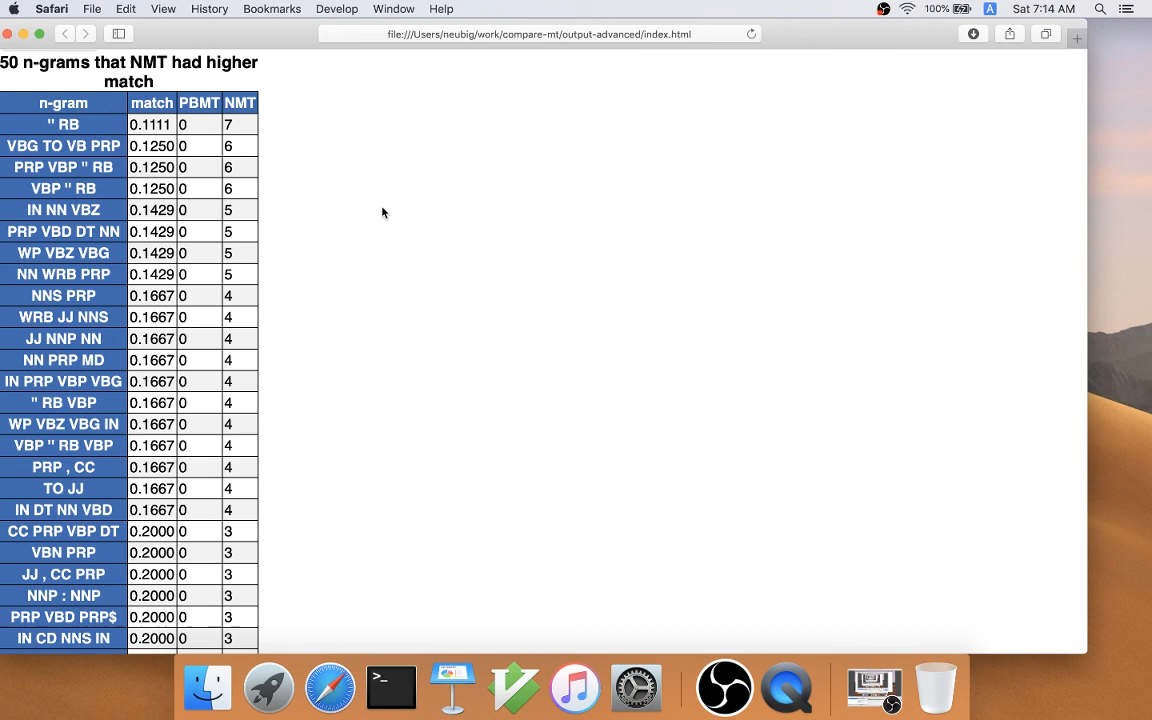 Safari File Edit View History Bookmarks Develop Window Help 100% A Sat 7:14 AM
file:///Users/neubig/work/compare-mt/output-advanced/index.html
50 n-grams that NMT had higher
match
n-gram match PBMT NMT
" RB 0.1111 0 7
VBG TO VB PRP 0.1250 0 6
PRP VBP " RB 0.1250 0 6
VBP " RB 0.1250 0 6
IN NN VBZ 0.1429 0 5
PRP VBD DT NN 0.1429 0 5
WP VBZ VBG 0.1429 0 5
NN WRB PRP 0.1429 0 5
NNS PRP 0.1667 0 4
WRB JJ NNS 0.1667 0 4
JJ NNP NN 0.1667 0 4
NN PRP MD 0.1667 0 4
IN PRP VBP VBG 0.1667 0 4
" RB VBP 0.1667 0 4
WP VBZ VBG IN 0.1667 0 4
VBP " RB VBP 0.1667 0 4
PRP , CC 0.1667 0 4
TO JJ 0.1667 0 4
IN DT NN VBD 0.1667 0 4
CC PRP VBP DT 0.2000 0 3
VBN PRP 0.2000 0 3
JJ , CC PRP 0.2000 0 3
NNP : NNP 0.2000 0 3
PRP VBD PRP$ 0.2000 0 3
IN CD NNS IN 0.2000 0 3